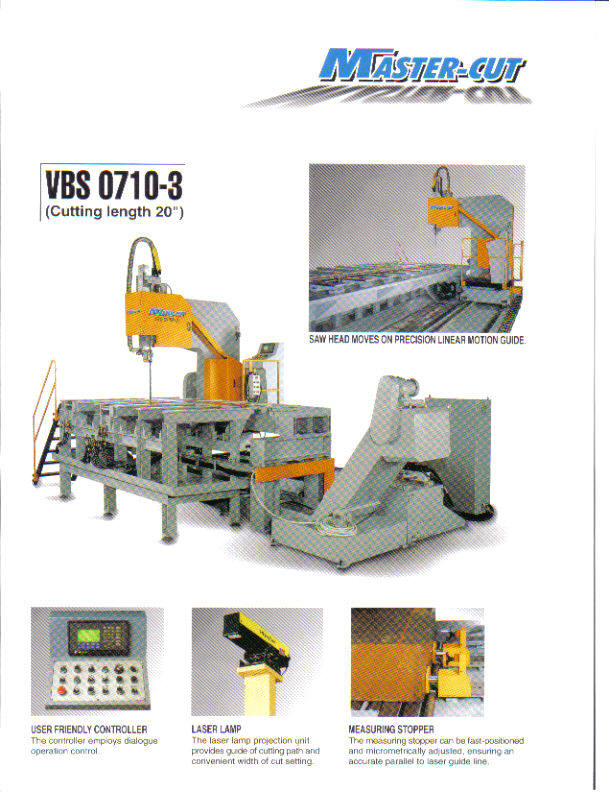 MASTER-CUT
VBS 0710-3
(Cutting length 20")
SAW HEAD MOVES ON PRECISION LINEAR MOTION GUIDE.
USER FRIENDLY CONTROLLER
The controller employs dialogue
operation control.
LASER LAMP
The laser lamp projection unit
provides guide of cutting path and
convenient width of cut setting.
MEASURING STOPPER
The measuring stopper can be fast-positioned
and micrometrically adjusted, ensuring an
accurate parallel to laser guide line.